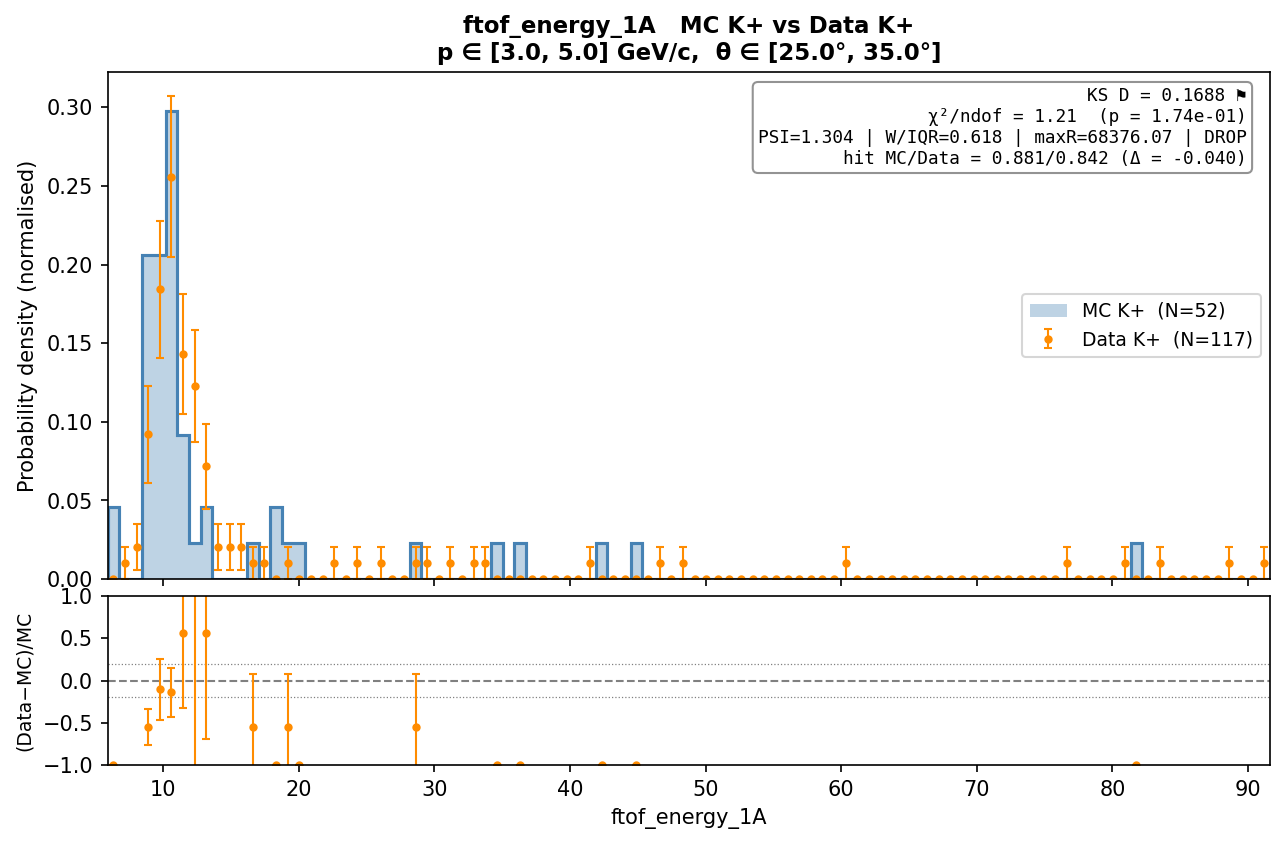 ftof_energy_1A   MC K+ vs Data K+
p ∈ [3.0, 5.0] GeV/c,  θ ∈ [25.0°, 35.0°]
KS D = 0.1688 ⚑
χ²/ndof = 1.21  (p = 1.74e-01)
PSI=1.304 | W/IQR=0.618 | maxR=68376.07 | DROP
hit MC/Data = 0.881/0.842 (Δ = -0.040)
MC K+  (N=52)
Data K+  (N=117)
Probability density (normalised)
0.30
0.25
0.20
0.15
0.10
0.05
0.00
(Data−MC)/MC
1.0
0.5
0.0
−0.5
−1.0
10 20 30 40 50 60 70 80 90
ftof_energy_1A